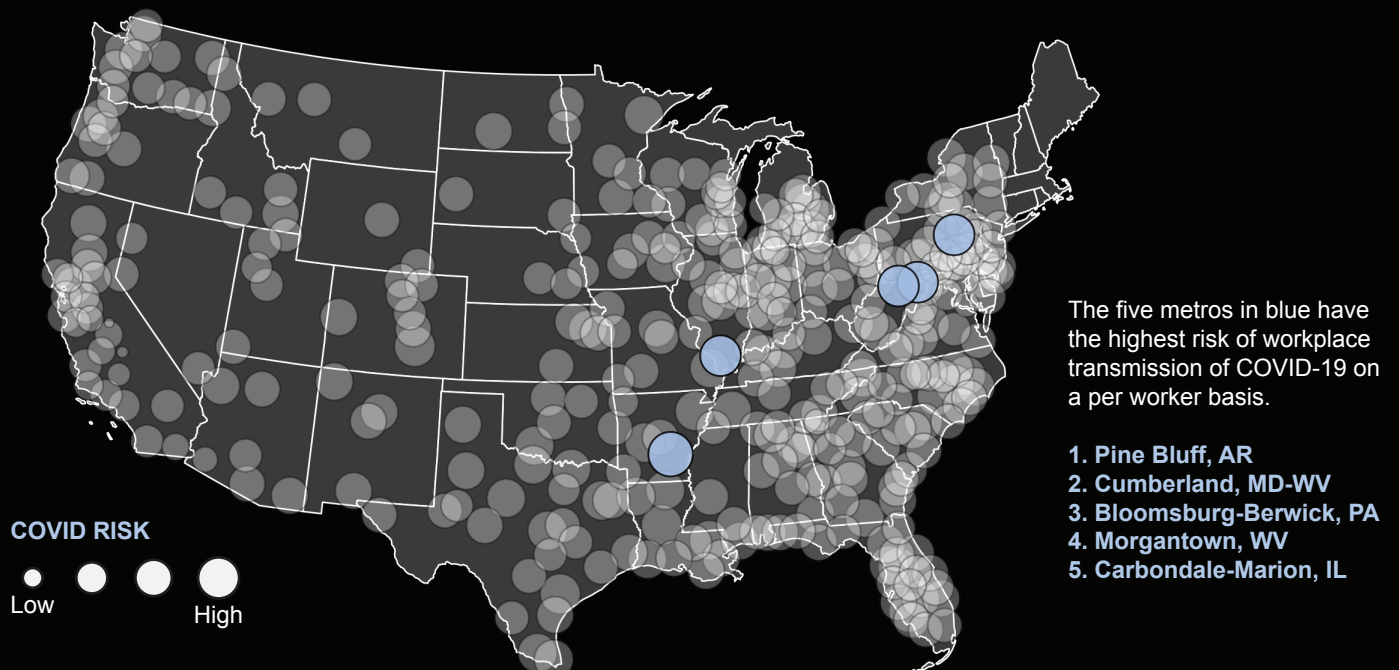 The five metros in blue have
the highest risk of workplace
transmission of COVID-19 on
a per worker basis.
1. Pine Bluff, AR
2. Cumberland, MD-WV
3. Bloomsburg-Berwick, PA
4. Morgantown, WV
5. Carbondale-Marion, IL
COVID RISK
Low High